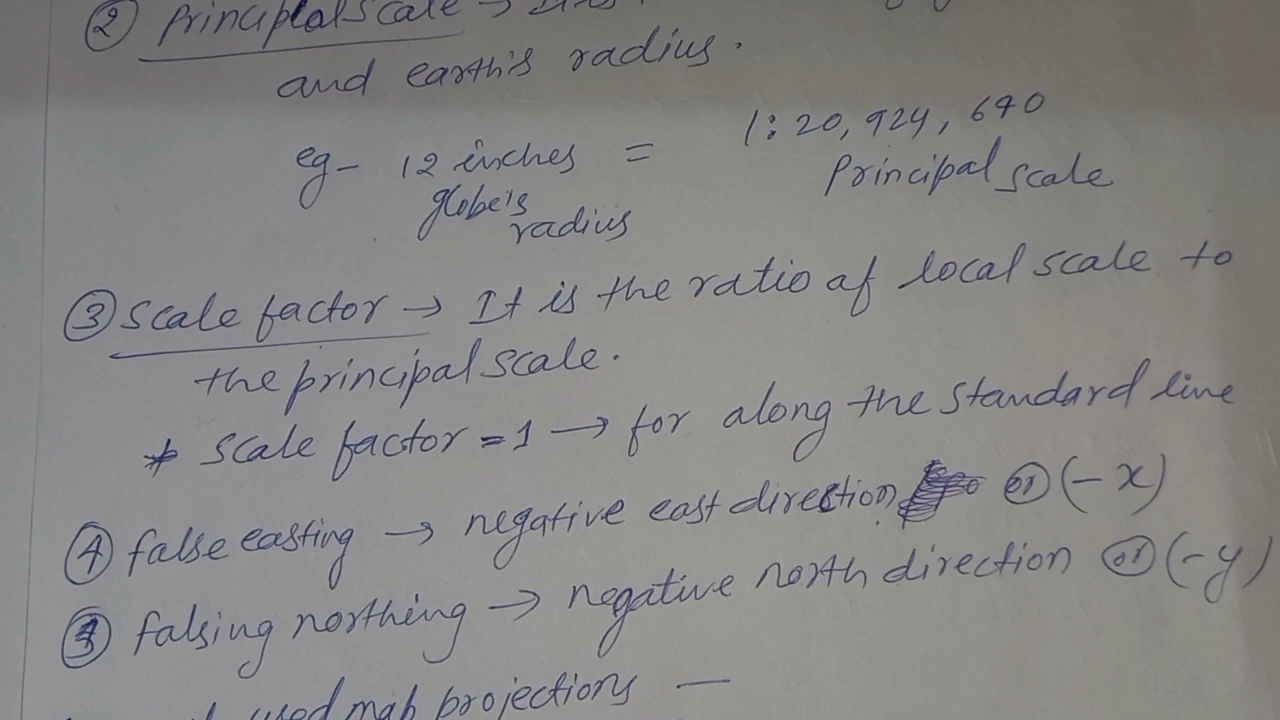 ② Principal Scale →
and earth's radius.
eg- 12 inches = 1: 20, 924, 640
globe's Principal scale
radius
③ Scale factor → It is the ratio of local scale to
the principal scale.
* Scale factor = 1 → for along the standard line
④ false easting → negative east direction or (-x)
falsing northing → negative north direction or (-y)
used map projections —